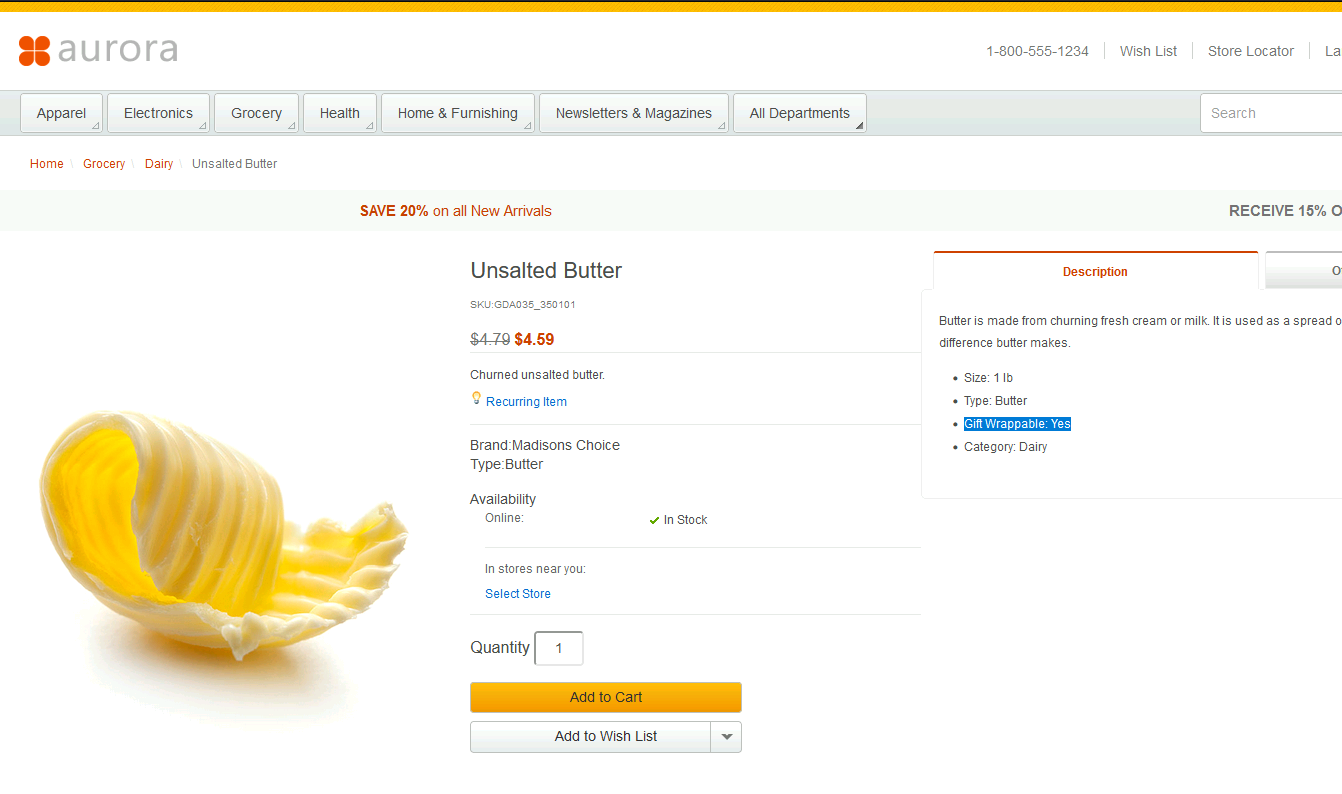 aurora
1-800-555-1234
Wish List
Store Locator
Apparel
Electronics
Grocery
Health
Home & Furnishing
Newsletters & Magazines
All Departments
Search
Home \ Grocery \ Dairy \ Unsalted Butter
SAVE 20% on all New Arrivals
RECEIVE 15%
Unsalted Butter
SKU:GDA035_350101
$4.79 $4.59
Churned unsalted butter.
Recurring Item
Brand:Madisons Choice
Type:Butter
Availability
Online:
In Stock
In stores near you:
Select Store
Quantity 1
Add to Cart
Add to Wish List
Description
Butter is made from churning fresh cream or milk. It is used as a spread
difference butter makes.
Size: 1 lb
Type: Butter
Gift Wrappable: Yes
Category: Dairy